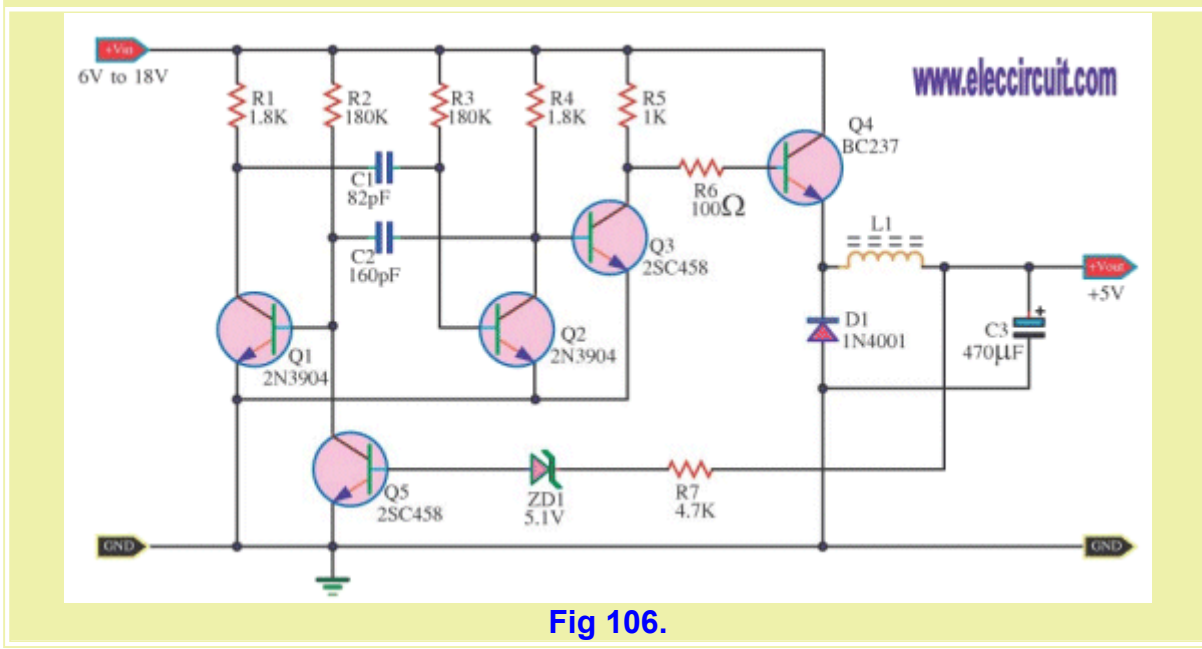 +Vin
6V to 18V
www.eleccircuit.com
R1
1.8K
R2
180K
R3
180K
R4
1.8K
R5
1K
Q4
BC237
C1
82pF
R6
100Ω
L1
C2
160pF
Q3
2SC458
+Vout
+5V
D1
1N4001
C3
470µF
+
Q1
2N3904
Q2
2N3904
Q5
2SC458
ZD1
5.1V
R7
4.7K
GND
GND
Fig 106.